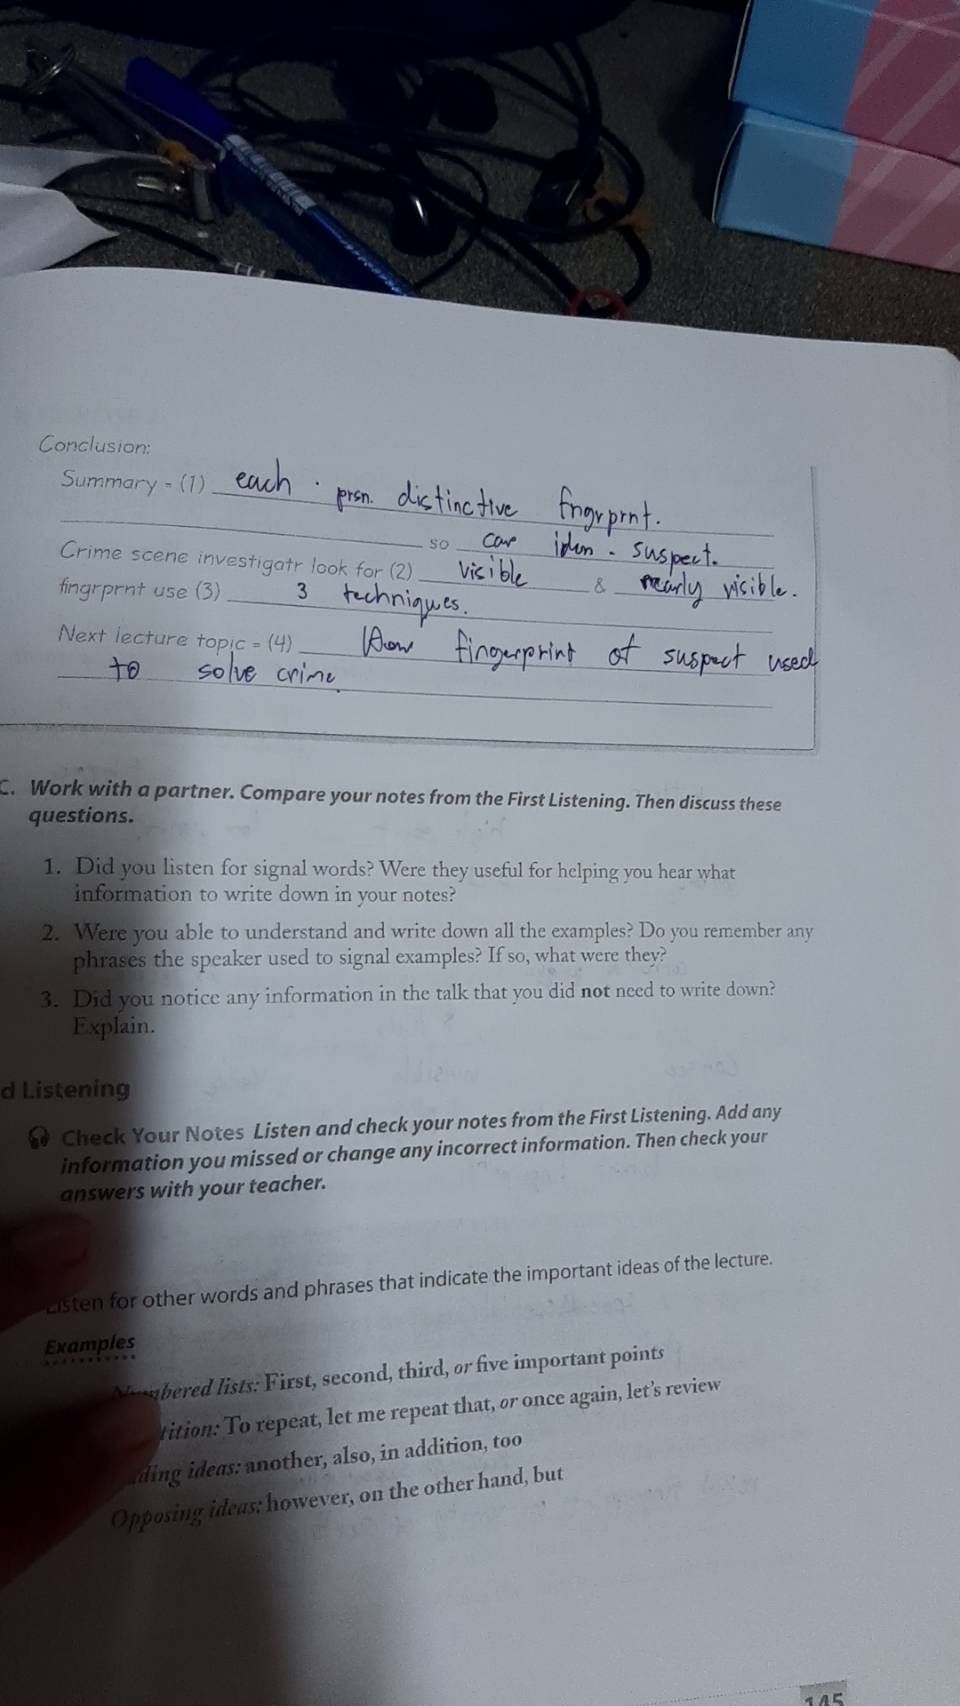 Conclusion:
Summary = (1) each . prsn. distinctive fngrprnt.
so can iden. suspect.
Crime scene investigatr look for (2) visible & nearly visible.
fingrprnt use (3) 3 techniques.
Next lecture topic = (4) How fingerprint of suspect used
to solve crime
C. Work with a partner. Compare your notes from the First Listening. Then discuss these
questions.
1. Did you listen for signal words? Were they useful for helping you hear what
information to write down in your notes?
2. Were you able to understand and write down all the examples? Do you remember any
phrases the speaker used to signal examples? If so, what were they?
3. Did you notice any information in the talk that you did not need to write down?
Explain.
d Listening
Check Your Notes Listen and check your notes from the First Listening. Add any
information you missed or change any incorrect information. Then check your
answers with your teacher.
Listen for other words and phrases that indicate the important ideas of the lecture.
Examples
Numbered lists: First, second, third, or five important points
tition: To repeat, let me repeat that, or once again, let's review
ding ideas: another, also, in addition, too
Opposing ideas: however, on the other hand, but
145